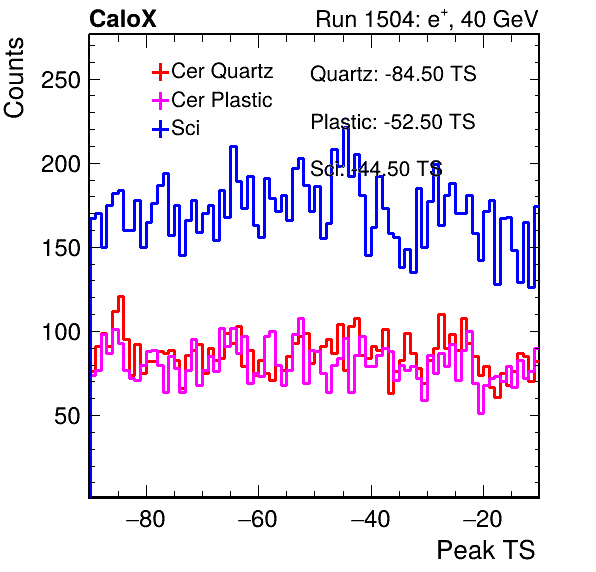 CaloX Run 1504: e+, 40 GeV
Counts
Cer Quartz
Cer Plastic
Sci
Quartz: -84.50 TS
Plastic: -52.50 TS
Sci: -44.50 TS
250
200
150
100
50
−80 −60 −40 −20
Peak TS